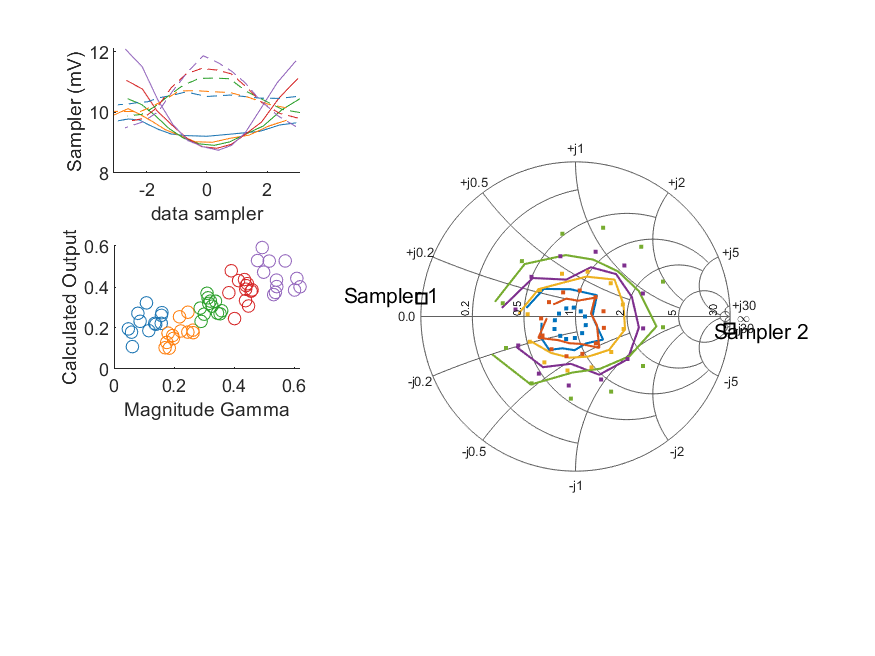 12
10
8
Sampler (mV)
-2 0 2
data sampler
0.6
0.4
0.2
0
Calculated Output
0 0.2 0.4 0.6
Magnitude Gamma
+j1
+j0.5 +j2
+j0.2 +j5
Sampler 1
+j30
0.0 0.2 0.5 1 2 5 30 ∞
Sampler 2
-j0.2 -j5
-j0.5 -j2
-j1